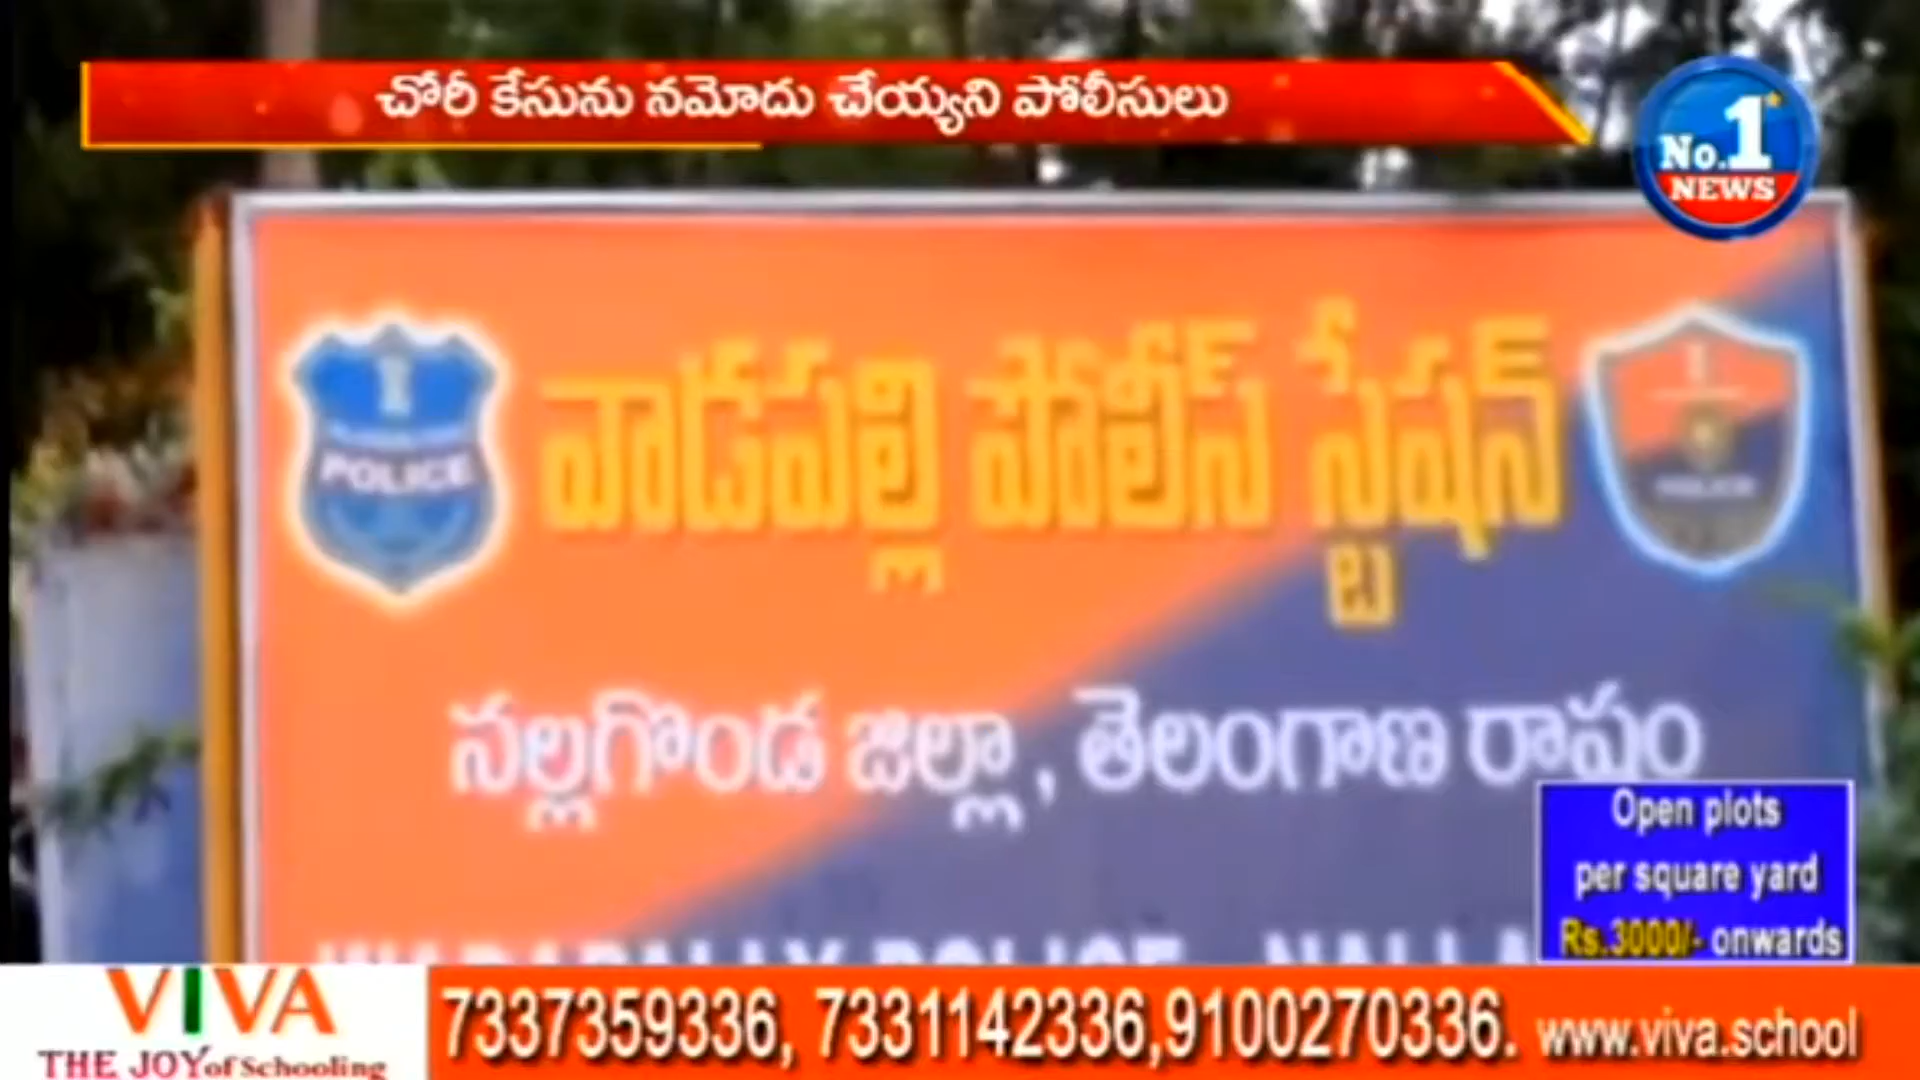 చోరీ కేసును నమోదు చేయ్యని పోలీసులు
No.1
NEWS
POLICE
వాడపల్లి పోలీస్ స్టేషన్
నల్లగొండ జిల్లా, తెలంగాణ రాష్టం
Open plots
per square yard
Rs.3000/- onwards
VIVA
THE JOY of Schooling
7337359336, 7331142336,9100270336. www.viva.school